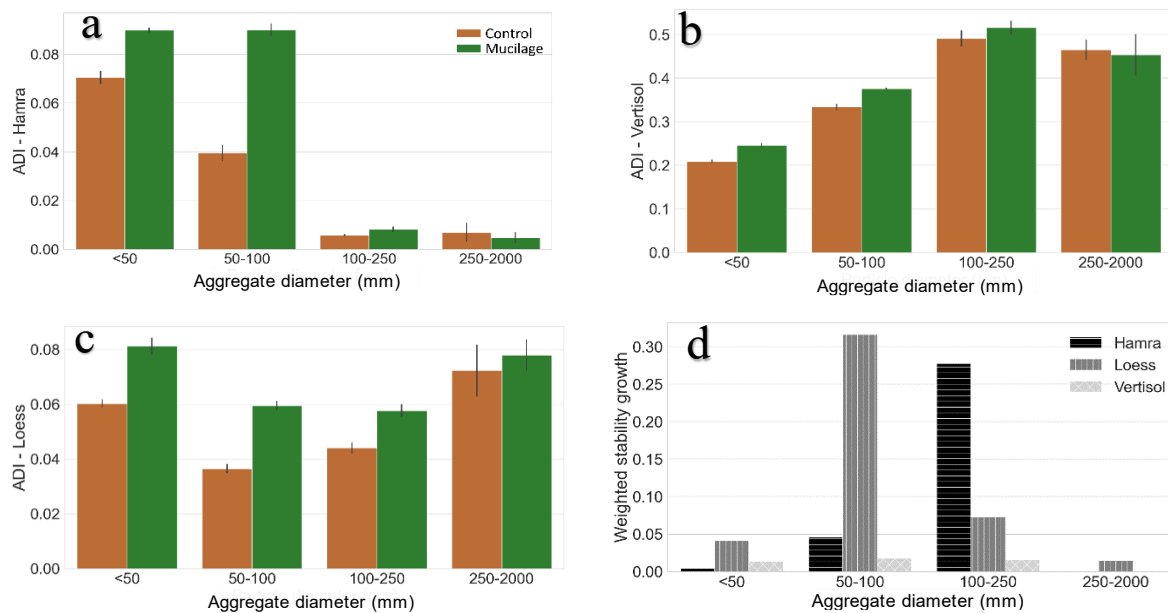 a
Control
Mucilage
ADI - Hamra
0.08
0.06
0.04
0.02
0.00
<50
50-100
100-250
250-2000
Aggregate diameter (mm)
b
ADI - Vertisol
0.5
0.4
0.3
0.2
0.1
0.0
<50
50-100
100-250
250-2000
Aggregate diameter (mm)
c
ADI - Loess
0.08
0.06
0.04
0.02
0.00
<50
50-100
100-250
250-2000
Aggregate diameter (mm)
d
Hamra
Loess
Vertisol
Weighted stability growth
0.30
0.25
0.20
0.15
0.10
0.05
0.00
<50
50-100
100-250
250-2000
Aggregate diameter (mm)